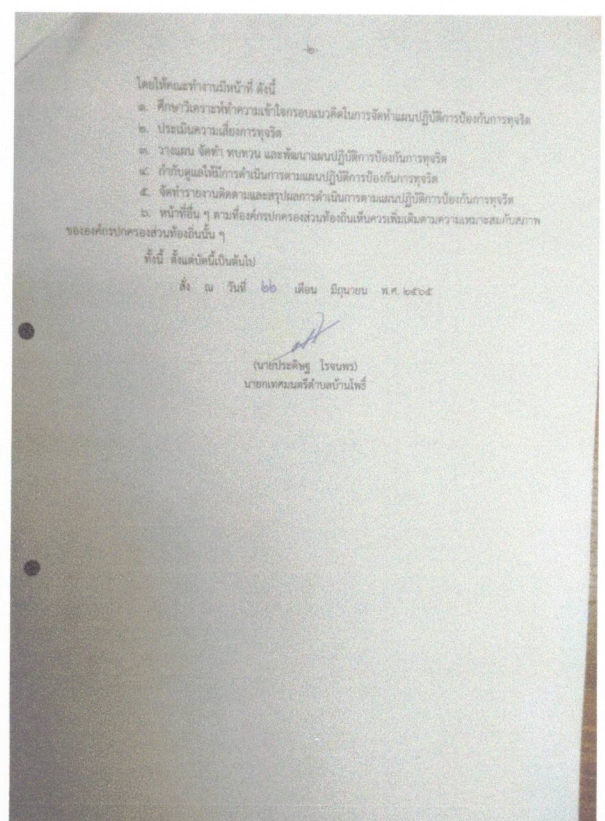 -๒-
โดยให้คณะทำงานมีหน้าที่ ดังนี้
๑. ศึกษาวิเคราะห์ทำความเข้าใจกรอบแนวคิดในการจัดทำแผนปฏิบัติการป้องกันการทุจริต
๒. ประเมินความเสี่ยงการทุจริต
๓. วางแผน จัดทำ ทบทวน และพัฒนาแผนปฏิบัติการป้องกันการทุจริต
๔. กำกับดูแลให้มีการดำเนินการตามแผนปฏิบัติการป้องกันการทุจริต
๕. จัดทำรายงานติดตามและสรุปผลการดำเนินการตามแผนปฏิบัติการป้องกันการทุจริต
๖. หน้าที่อื่น ๆ ตามที่องค์กรปกครองส่วนท้องถิ่นเห็นควรเพิ่มเติมตามความเหมาะสมกับสภาพ
ขององค์กรปกครองส่วนท้องถิ่นนั้น ๆ
ทั้งนี้ ตั้งแต่บัดนี้เป็นต้นไป
สั่ง ณ วันที่ ๒๒ เดือน มิถุนายน พ.ศ. ๒๕๖๕
(นายประดิษฐ โรจนพร)
นายกเทศมนตรีตำบลบ้านโพธิ์